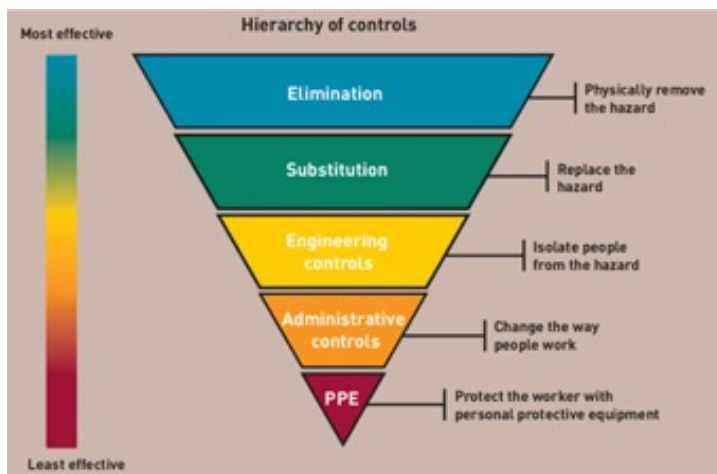 Hierarchy of controls
Most effective
Elimination
Physically remove
the hazard
Substitution
Replace the
hazard
Engineering
controls
Isolate people
from the hazard
Administrative
controls
Change the way
people work
PPE
Protect the worker with
personal protective equipment
Least effective